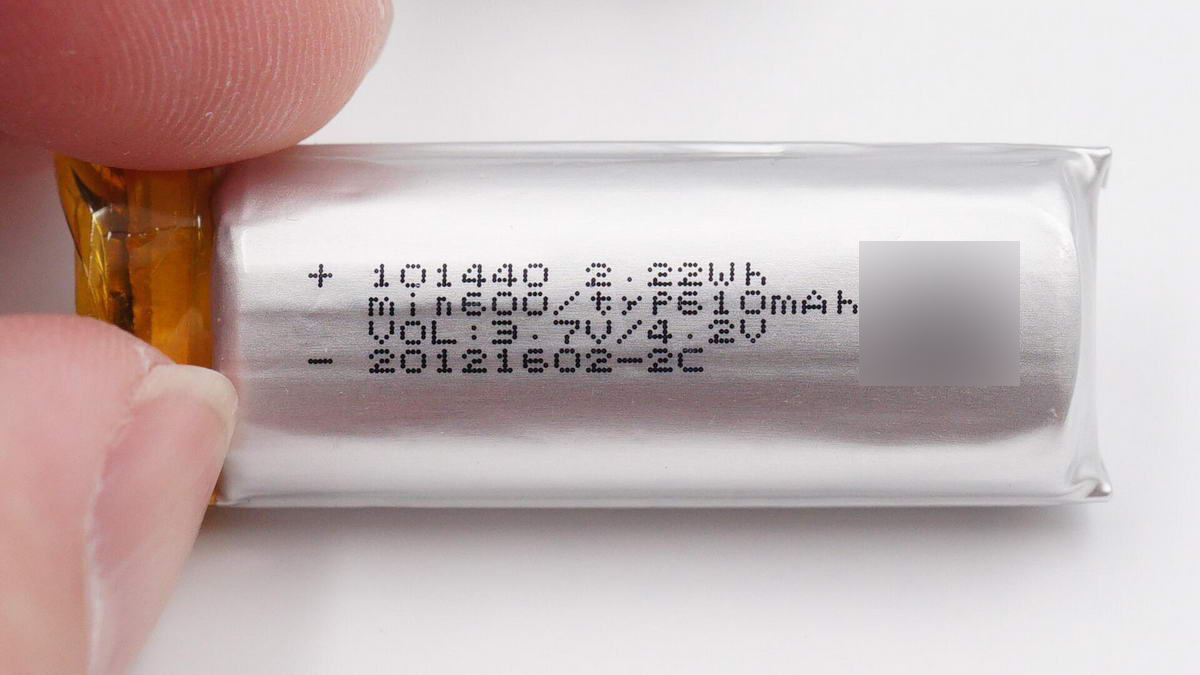 + 101440 2.22Wh
min600/typ610mAh
VOL:3.7V/4.2V
- 20121602-2C